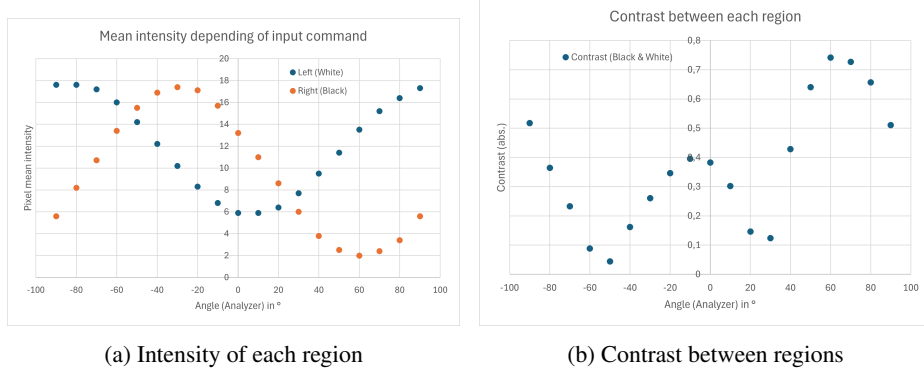 Mean intensity depending of input command
Left (White)
Right (Black)
Pixel mean intensity
20
18
16
14
12
10
8
6
4
2
0
-100 -80 -60 -40 -20 0 20 40 60 80 100
Angle (Analyzer) in º
(a) Intensity of each region
Contrast between each region
Contrast (Black & White)
Contrast (abs,)
0,8
0,7
0,6
0,5
0,4
0,3
0,2
0,1
0
-100 -80 -60 -40 -20 0 20 40 60 80 100
Angle (Analyzer) in º
(b) Contrast between regions